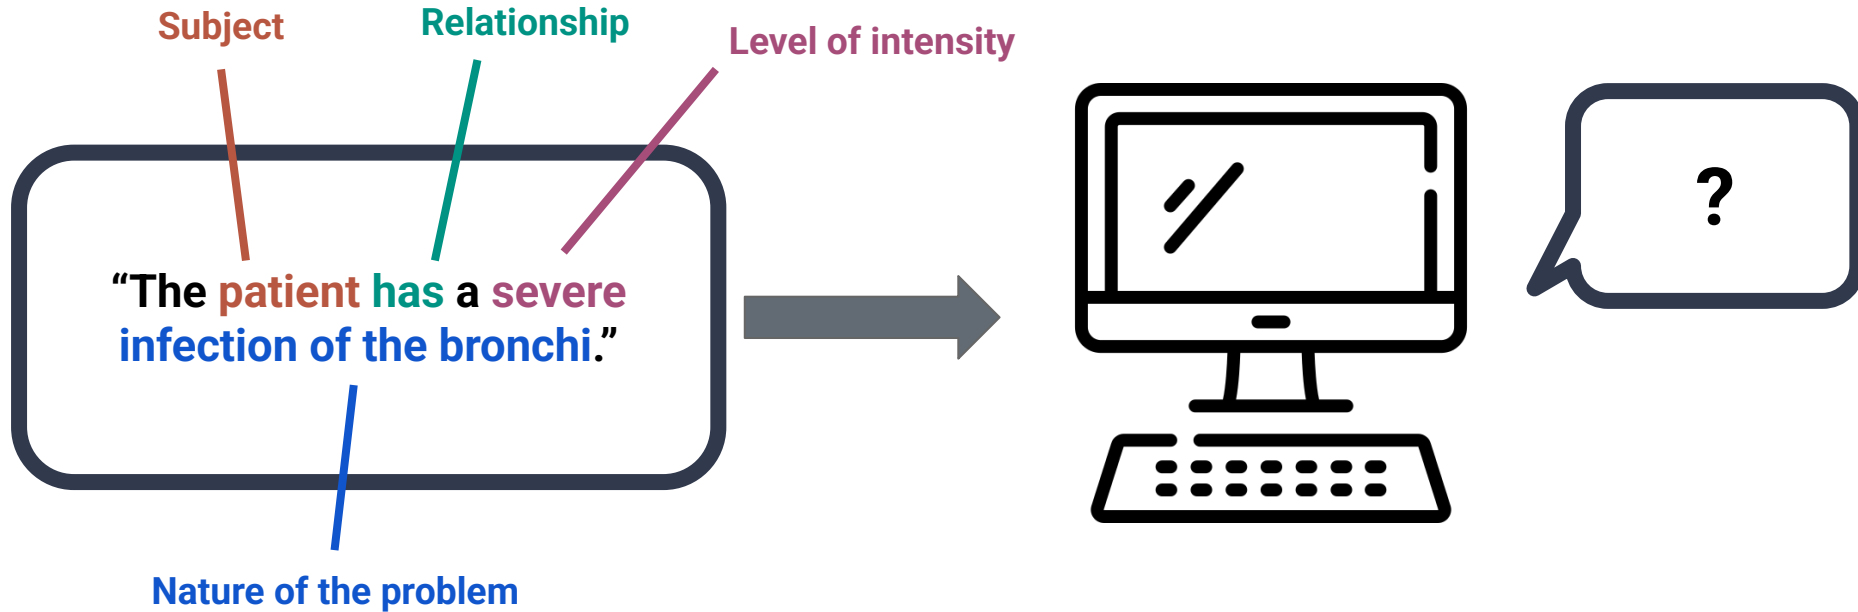 Subject
Relationship
Level of intensity
“The patient has a severe
infection of the bronchi.”
Nature of the problem
?